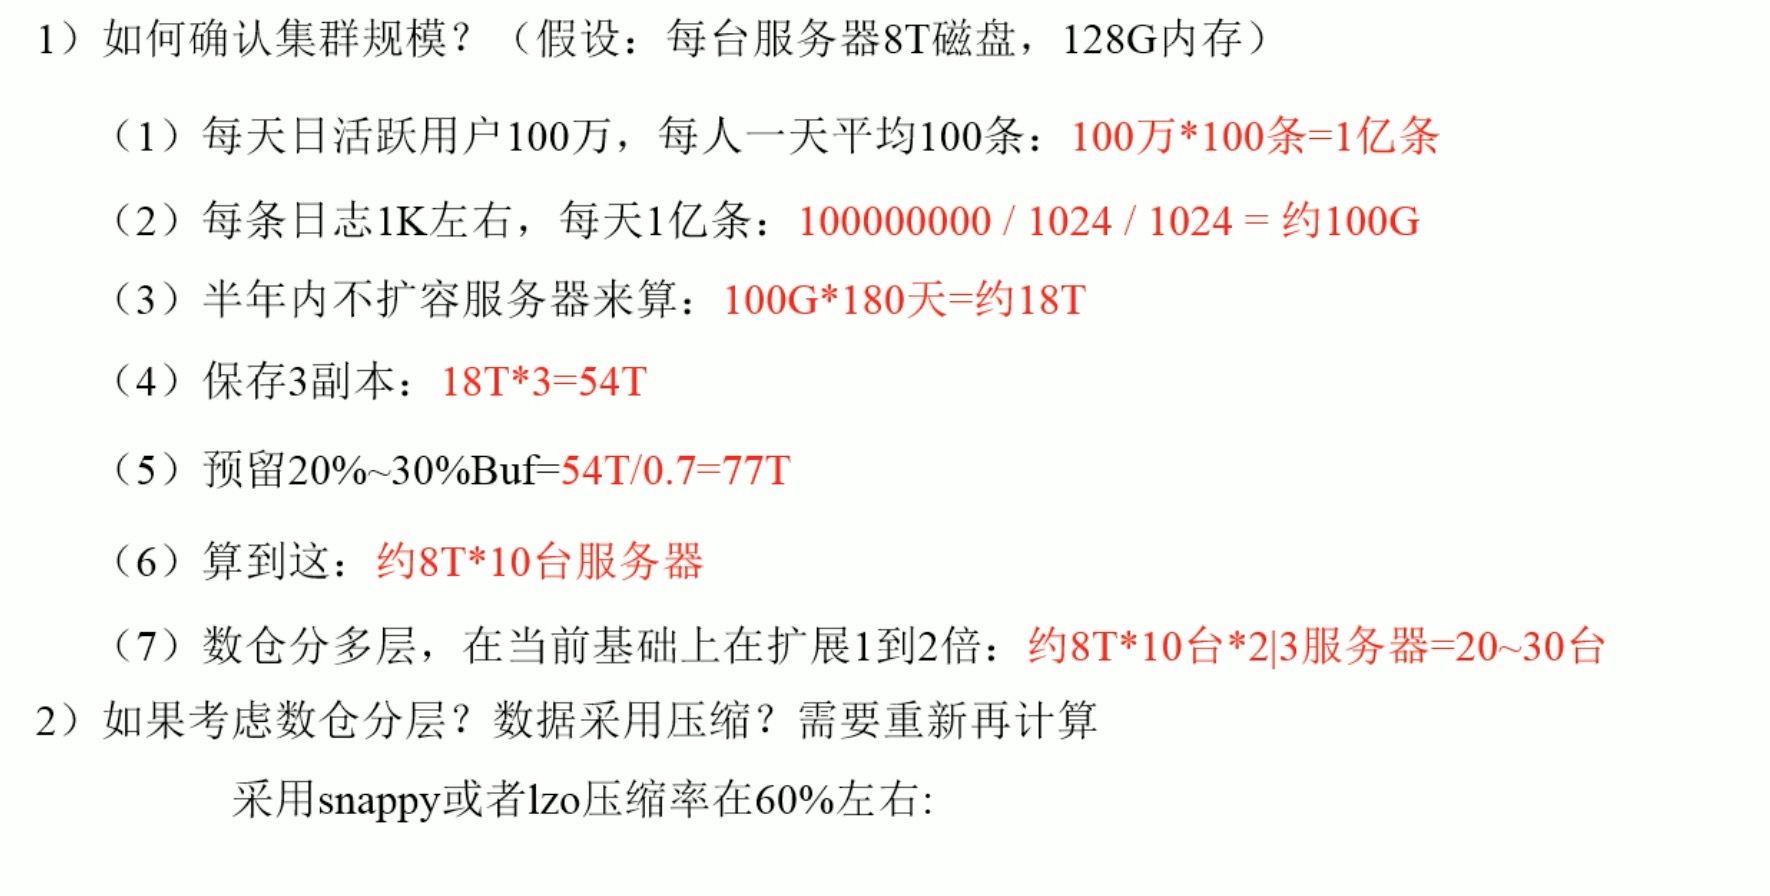 1）如何确认集群规模？（假设：每台服务器8T磁盘，128G内存）
（1）每天日活跃用户100万，每人一天平均100条：100万*100条=1亿条
（2）每条日志1K左右，每天1亿条：100000000 / 1024 / 1024 = 约100G
（3）半年内不扩容服务器来算：100G*180天=约18T
（4）保存3副本：18T*3=54T
（5）预留20%~30%Buf=54T/0.7=77T
（6）算到这：约8T*10台服务器
（7）数仓分多层，在当前基础上在扩展1到2倍：约8T*10台*2|3服务器=20~30台
2）如果考虑数仓分层？数据采用压缩？需要重新再计算
采用snappy或者lzo压缩率在60%左右: